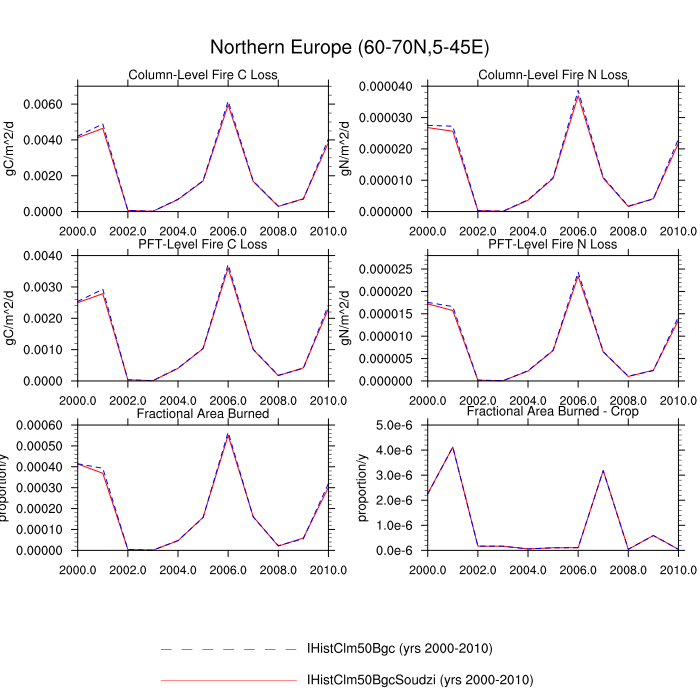 Northern Europe (60-70N,5-45E)
Column-Level Fire C Loss
gC/m^2/d
0.0060
0.0040
0.0020
0.0000
2000.0 2002.0 2004.0 2006.0 2008.0 2010.0
Column-Level Fire N Loss
gN/m^2/d
0.000040
0.000030
0.000020
0.000010
0.000000
2000.0 2002.0 2004.0 2006.0 2008.0 2010.0
PFT-Level Fire C Loss
gC/m^2/d
0.0040
0.0030
0.0020
0.0010
0.0000
2000.0 2002.0 2004.0 2006.0 2008.0 2010.0
PFT-Level Fire N Loss
gN/m^2/d
0.000025
0.000020
0.000015
0.000010
0.000005
0.000000
2000.0 2002.0 2004.0 2006.0 2008.0 2010.0
Fractional Area Burned
proportion/y
0.00060
0.00050
0.00040
0.00030
0.00020
0.00010
0.00000
2000.0 2002.0 2004.0 2006.0 2008.0 2010.0
Fractional Area Burned - Crop
proportion/y
5.0e-6
4.0e-6
3.0e-6
2.0e-6
1.0e-6
0.0e-6
2000.0 2002.0 2004.0 2006.0 2008.0 2010.0
IHistClm50Bgc (yrs 2000-2010)
IHistClm50BgcSoudzi (yrs 2000-2010)